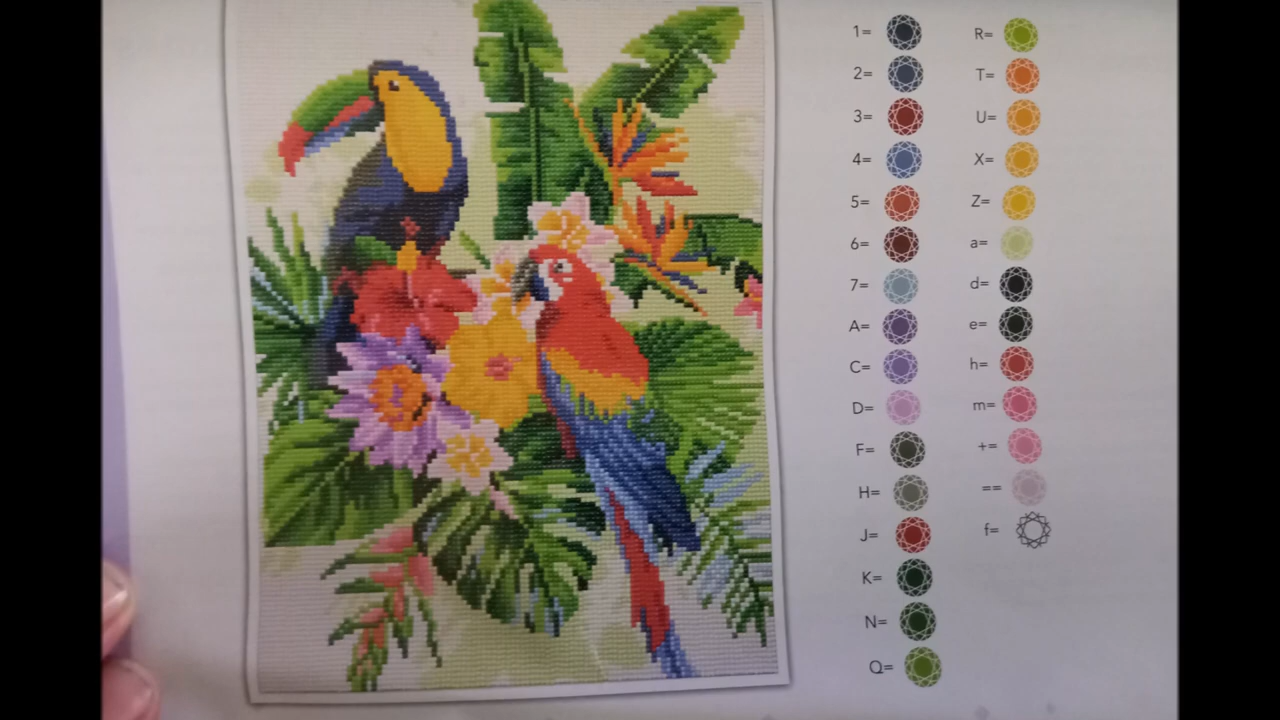 1=
2=
3=
4=
5=
6=
7=
A=
C=
D=
F=
H=
J=
K=
N=
Q=
R=
T=
U=
X=
Z=
a=
d=
e=
h=
m=
+=
==
f=